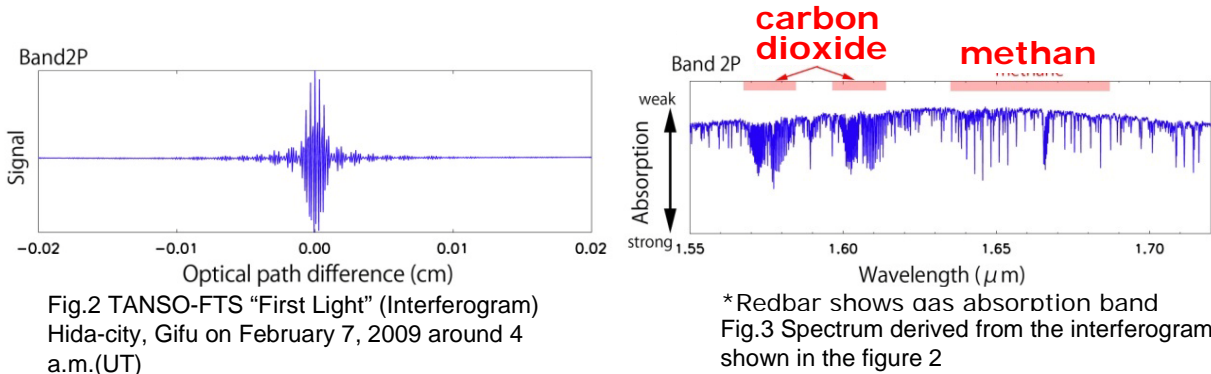 Band2P
Signal
−0.02 −0.01 0.00 0.01 0.02
Optical path difference (cm)
Fig.2 TANSO-FTS “First Light” (Interferogram)
Hida-city, Gifu on February 7, 2009 around 4
a.m.(UT)
carbon
dioxide
methan
methane
Band 2P
weak
Absorption
strong
1.55 1.60 1.65 1.70
Wavelength (μm)
*Redbar shows gas absorption band
Fig.3 Spectrum derived from the interferogram
shown in the figure 2